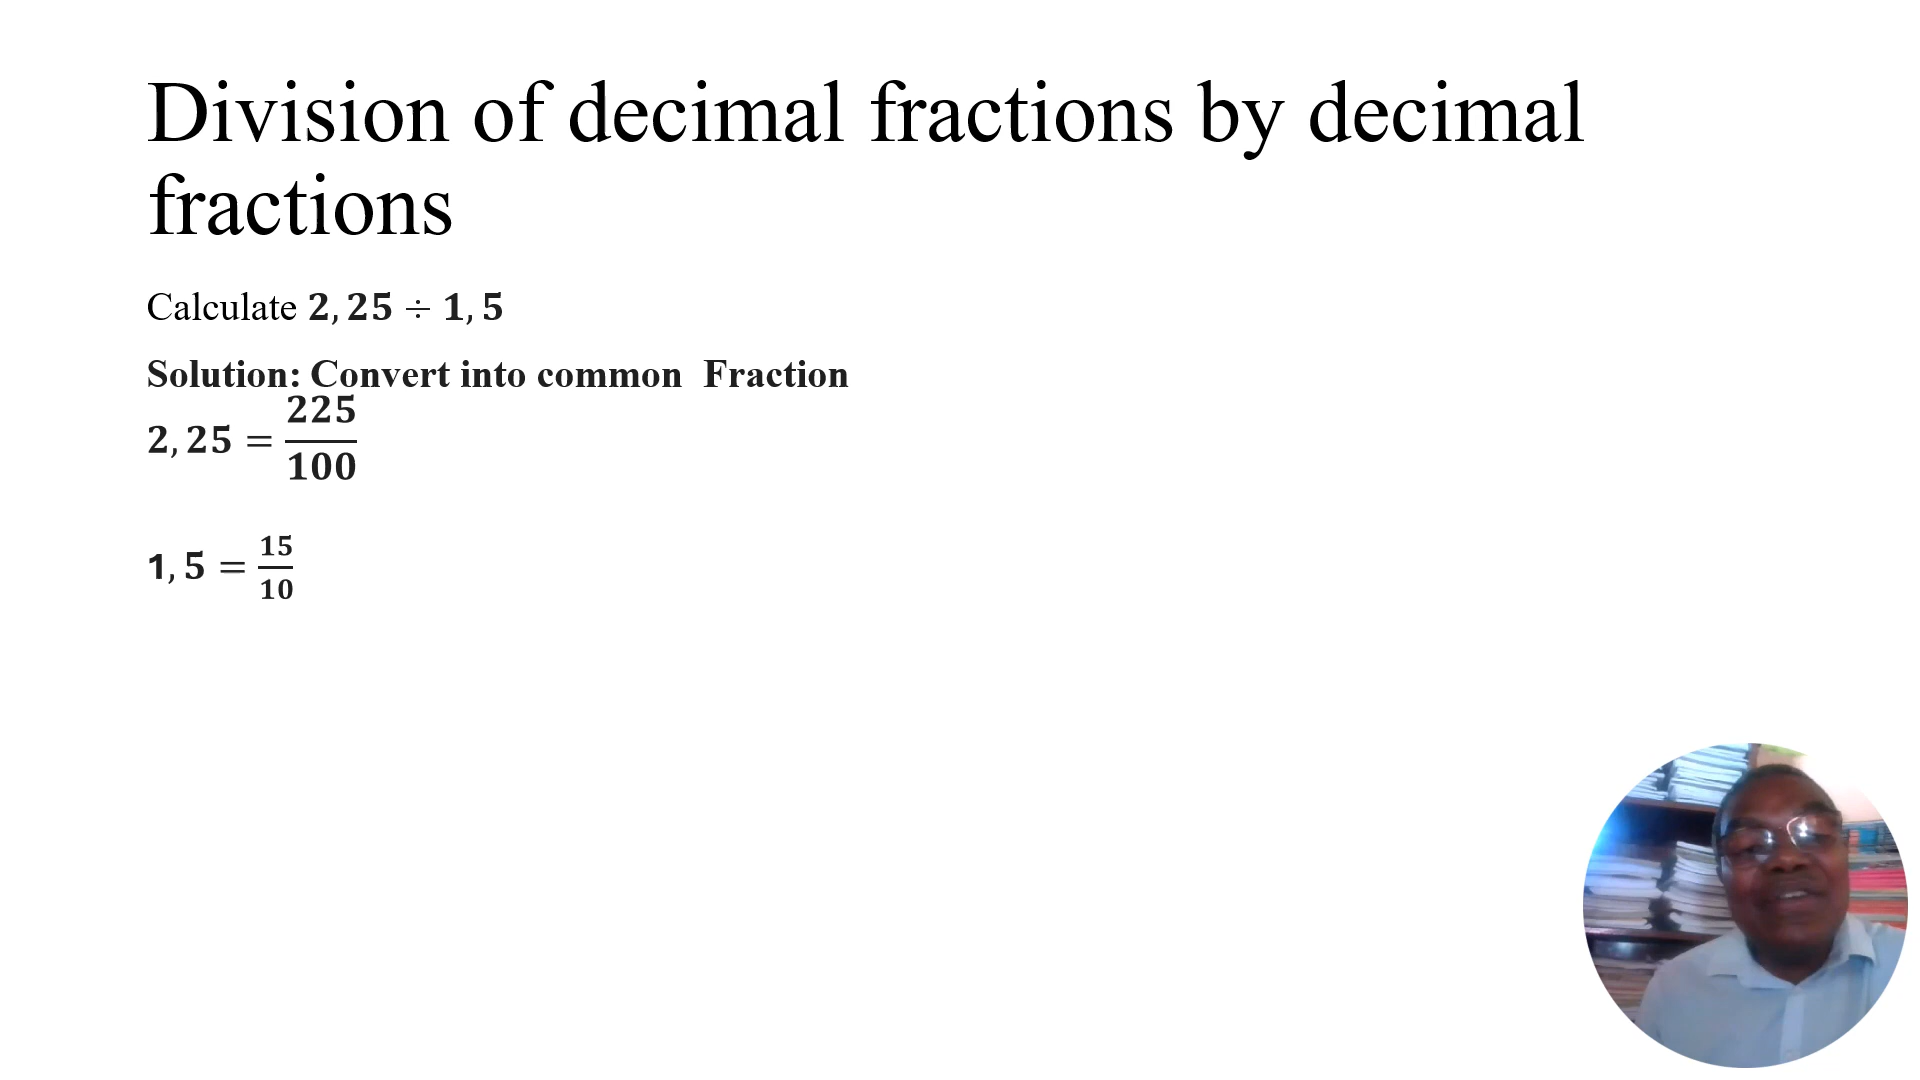 Division of decimal fractions by decimal
fractions
Calculate 2,25 ÷ 1,5
Solution: Convert into common  Fraction
2,25 = 225/100
1,5 = 15/10